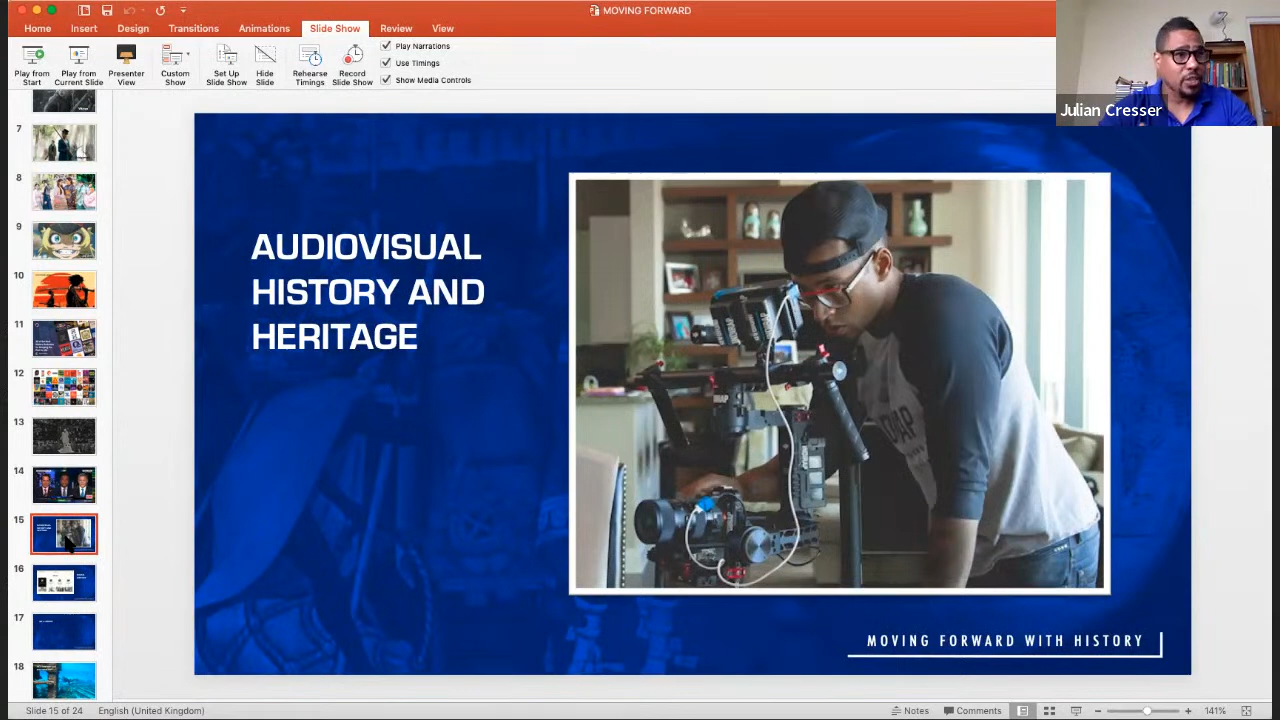 MOVING FORWARD
Home Insert Design Transitions Animations Slide Show Review View
Play from Start
Play from Current Slide
Presenter View
Custom Show
Set Up Slide Show
Hide Slide
Rehearse Timings
Record Slide Show
Play Narrations
Use Timings
Show Media Controls
Julian Cresser
7
8
9
10
11
12
13
14
15
16
17
18
AUDIOVISUAL
HISTORY AND
HERITAGE
MOVING FORWARD WITH HISTORY
Slide 15 of 24 English (United Kingdom) Notes Comments 141%